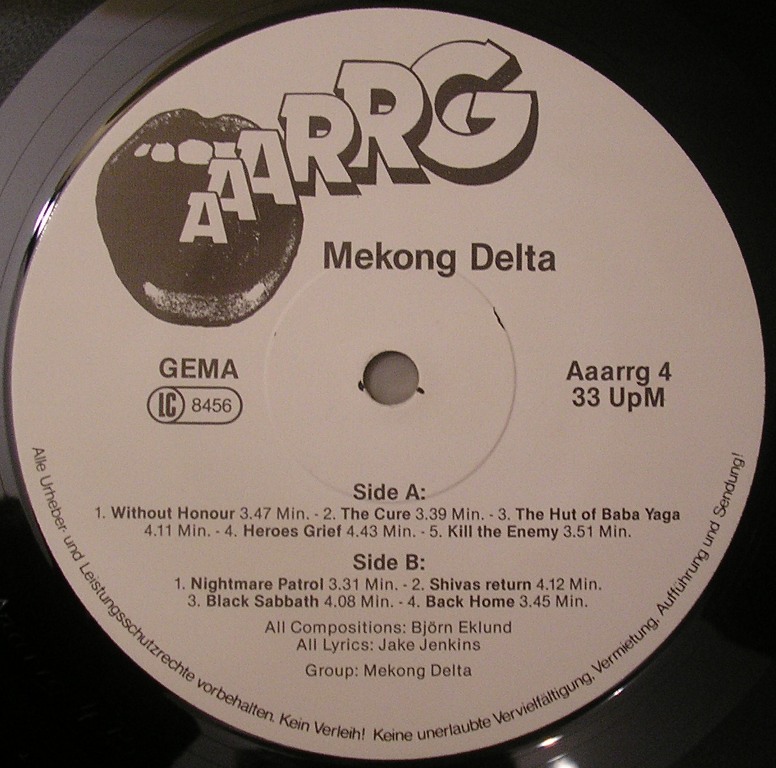 AAARRG
Mekong Delta
GEMA
LC 8456
Aaarrg 4
33 UpM
Side A:
1. Without Honour 3.47 Min. - 2. The Cure 3.39 Min. - 3. The Hut of Baba Yaga
4.11 Min. - 4. Heroes Grief 4.43 Min. - 5. Kill the Enemy 3.51 Min.
Side B:
1. Nightmare Patrol 3.31 Min. - 2. Shivas return 4.12 Min.
3. Black Sabbath 4.08 Min. - 4. Back Home 3.45 Min.
All Compositions: Björn Eklund
All Lyrics: Jake Jenkins
Group: Mekong Delta
Alle Urheber- und Leistungsschutzrechte vorbehalten. Kein Verleih! Keine unerlaubte Vervielfältigung, Vermietung, Aufführung und Sendung!